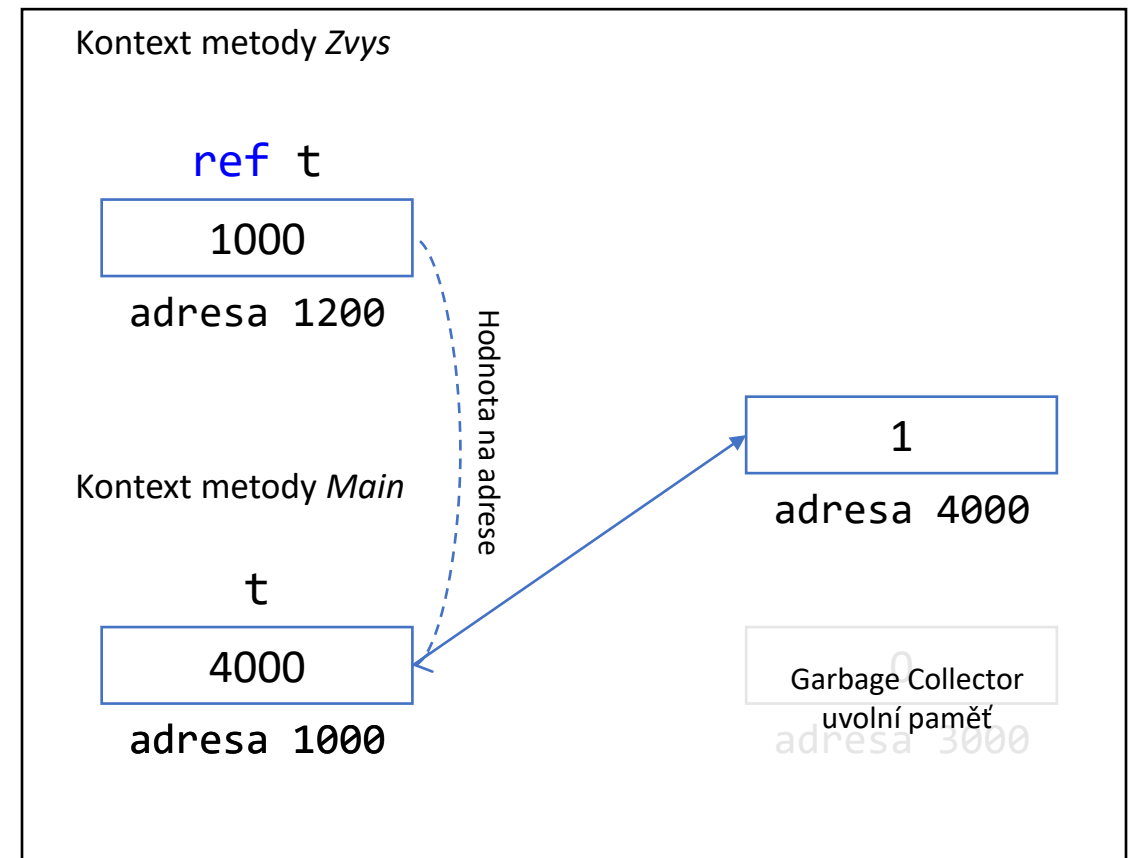 Kontext metody Zvys
ref t
1000
adresa 1200
Hodnota na adrese
1
adresa 4000
Kontext metody Main
t
4000
adresa 1000
0
Garbage Collector
uvolní paměť
adresa 3000